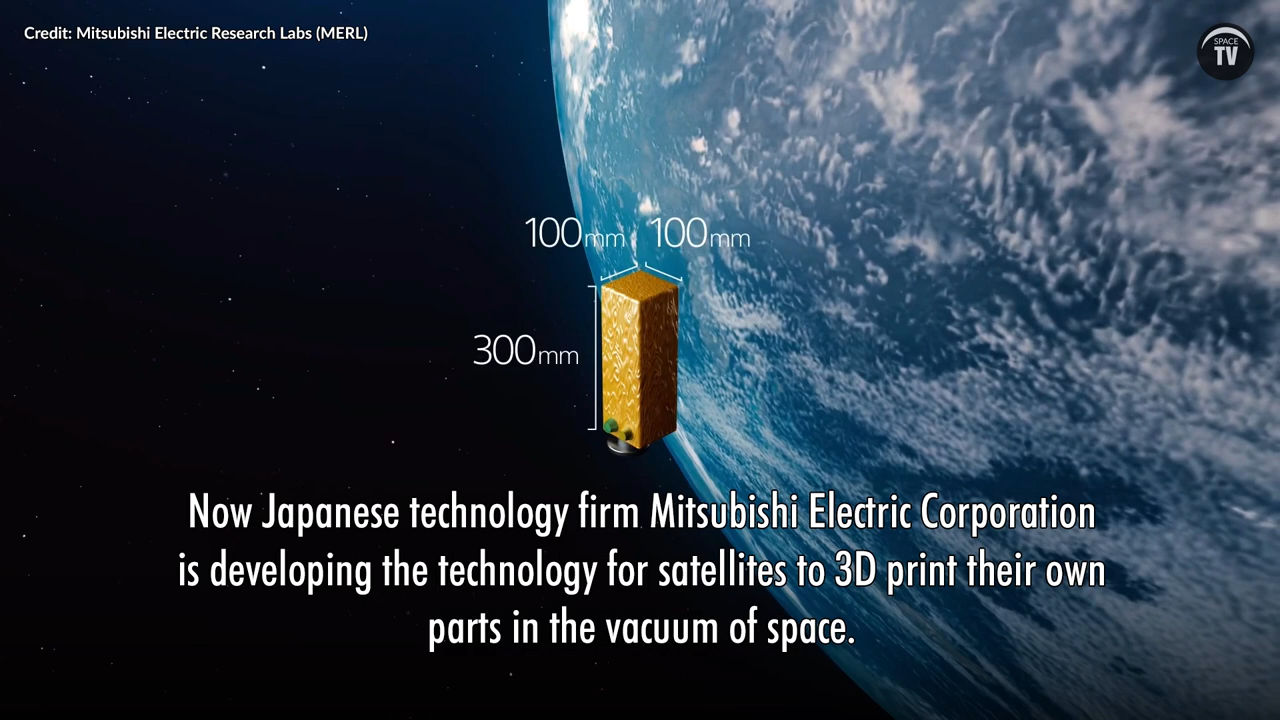 Credit: Mitsubishi Electric Research Labs (MERL)
SPACE
TV
100mm 100mm
300mm
Now Japanese technology firm Mitsubishi Electric Corporation
is developing the technology for satellites to 3D print their own
parts in the vacuum of space.